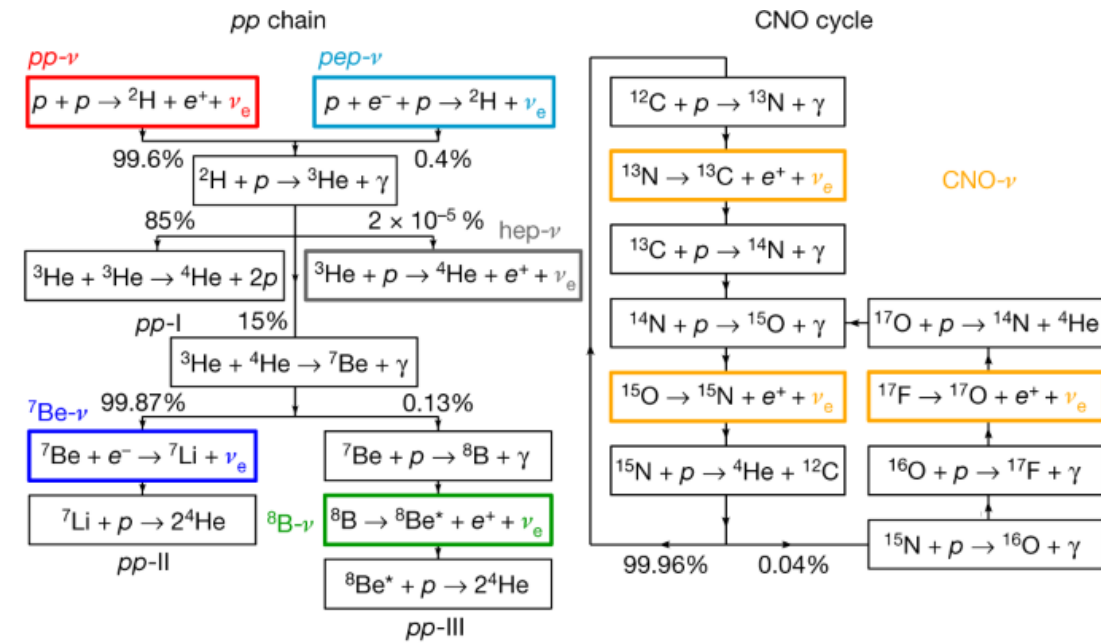 pp chain
pp-ν
pep-ν
p + p → ²H + e⁺ + νₑ
p + e⁻ + p → ²H + νₑ
99.6%
0.4%
²H + p → ³He + γ
85%
2 × 10⁻⁵ %
hep-ν
³He + ³He → ⁴He + 2p
³He + p → ⁴He + e⁺ + νₑ
pp-I
15%
³He + ⁴He → ⁷Be + γ
⁷Be-ν
99.87%
0.13%
⁷Be + e⁻ → ⁷Li + νₑ
⁷Be + p → ⁸B + γ
⁷Li + p → 2⁴He
⁸B-ν
⁸B → ⁸Be* + e⁺ + νₑ
pp-II
⁸Be* + p → 2⁴He
pp-III
CNO cycle
¹²C + p → ¹³N + γ
¹³N → ¹³C + e⁺ + νₑ
CNO-ν
¹³C + p → ¹⁴N + γ
¹⁴N + p → ¹⁵O + γ
¹⁷O + p → ¹⁴N + ⁴He
¹⁵O → ¹⁵N + e⁺ + νₑ
¹⁷F → ¹⁷O + e⁺ + νₑ
¹⁵N + p → ⁴He + ¹²C
¹⁶O + p → ¹⁷F + γ
¹⁵N + p → ¹⁶O + γ
99.96%
0.04%